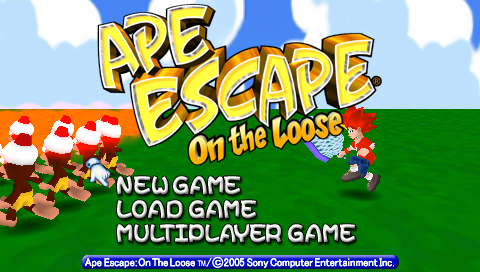 APE
ESCAPE®
On the Loose
NEW GAME
LOAD GAME
MULTIPLAYER GAME
Ape Escape: On The Loose ™/©2005 Sony Computer Entertainment Inc.